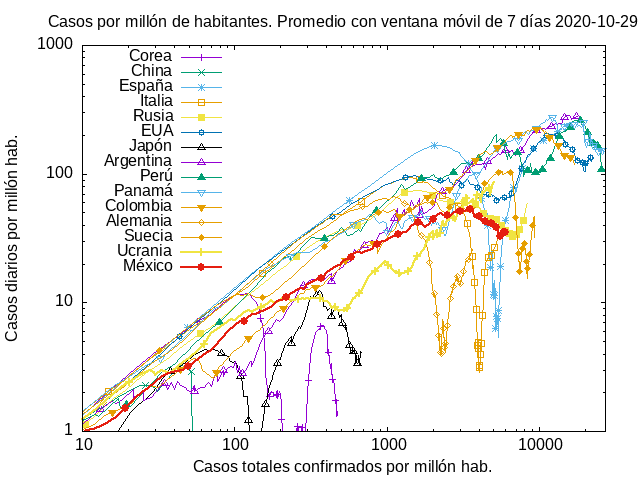 Casos por millón de habitantes. Promedio con ventana móvil de 7 días 2020-10-29
Casos diarios por millón hab.
1000
100
10
1
Corea
China
España
Italia
Rusia
EUA
Japón
Argentina
Perú
Panamá
Colombia
Alemania
Suecia
Ucrania
México
10 100 1000 10000
Casos totales confirmados por millón hab.